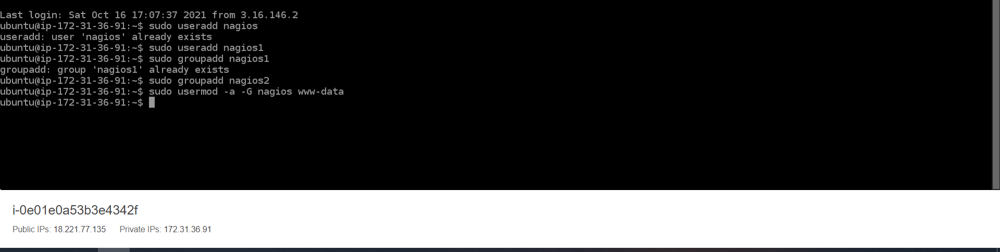 Last login: Sat Oct 16 17:07:37 2021 from 3.16.146.2
ubuntu@ip-172-31-36-91:~$ sudo useradd nagios
useradd: user 'nagios' already exists
ubuntu@ip-172-31-36-91:~$ sudo useradd nagios1
ubuntu@ip-172-31-36-91:~$ sudo groupadd nagios1
groupadd: group 'nagios1' already exists
ubuntu@ip-172-31-36-91:~$ sudo groupadd nagios2
ubuntu@ip-172-31-36-91:~$ sudo usermod -a -G nagios www-data
ubuntu@ip-172-31-36-91:~$
i-0e01e0a53b3e4342f
Public IPs: 18.221.77.135 Private IPs: 172.31.36.91